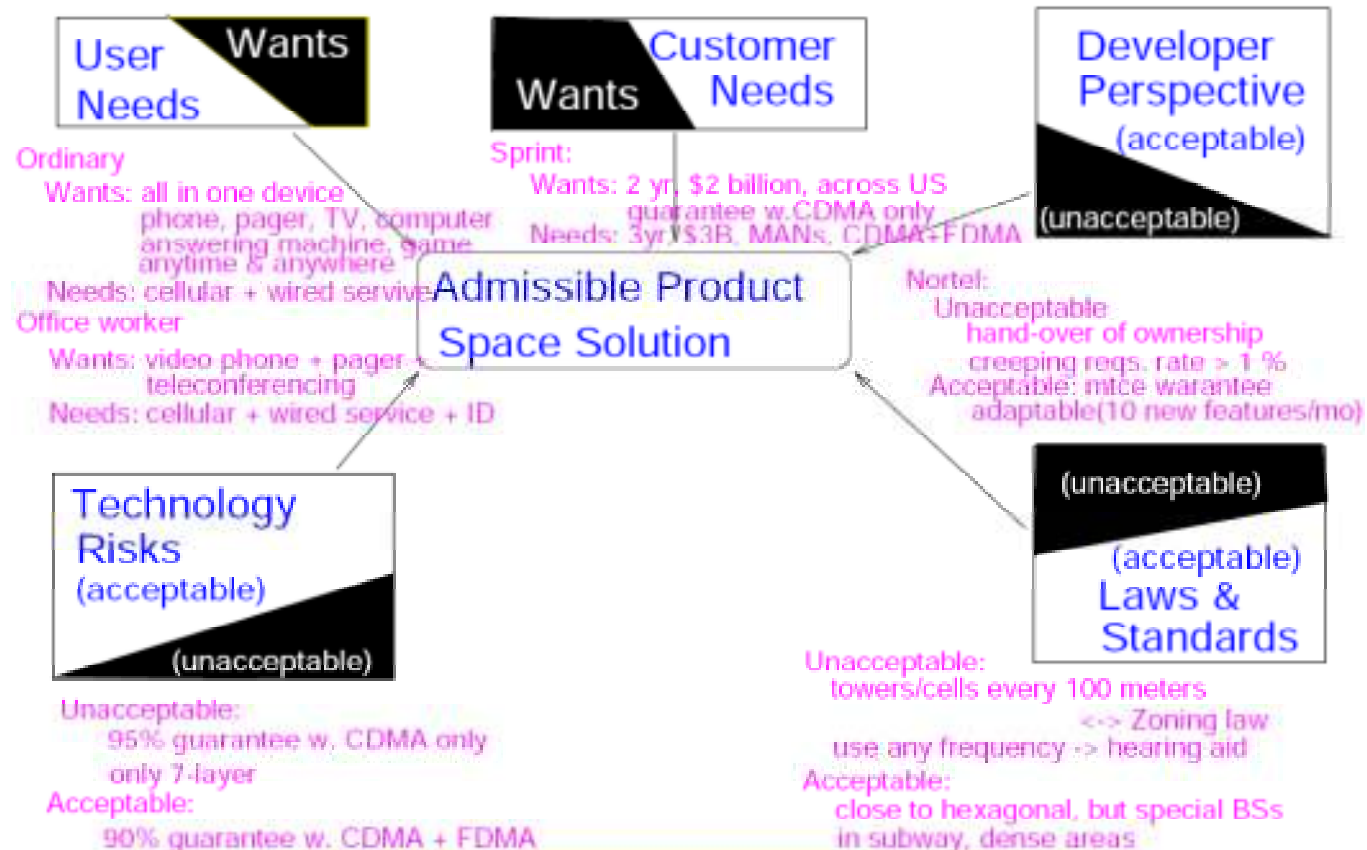 User
Needs
Wants
Wants
Customer
Needs
Developer
Perspective
(acceptable)
(unacceptable)
Ordinary
Wants: all in one device
phone, pager, TV, computer
answering machine, game
anytime & anywhere
Needs: cellular + wired servive
Office worker
Wants: video phone + pager +
teleconferencing
Needs: cellular + wired service + ID
Sprint:
Wants: 2 yr, $2 billion, across US
guarantee w.CDMA only
Needs: 3yr, $3B, MANs, CDMA+FDMA
Admissible Product
Space Solution
Nortel:
Unacceptable
hand-over of ownership
creeping reqs. rate > 1 %
Acceptable: mtce warantee
adaptable(10 new features/mo)
Technology
Risks
(acceptable)
(unacceptable)
Unacceptable:
95% guarantee w. CDMA only
only 7-layer
Acceptable:
90% guarantee w. CDMA + FDMA
(unacceptable)
(acceptable)
Laws &
Standards
Unacceptable:
towers/cells every 100 meters
<-> Zoning law
use any frequency -> hearing aid
Acceptable:
close to hexagonal, but special BSs
in subway, dense areas